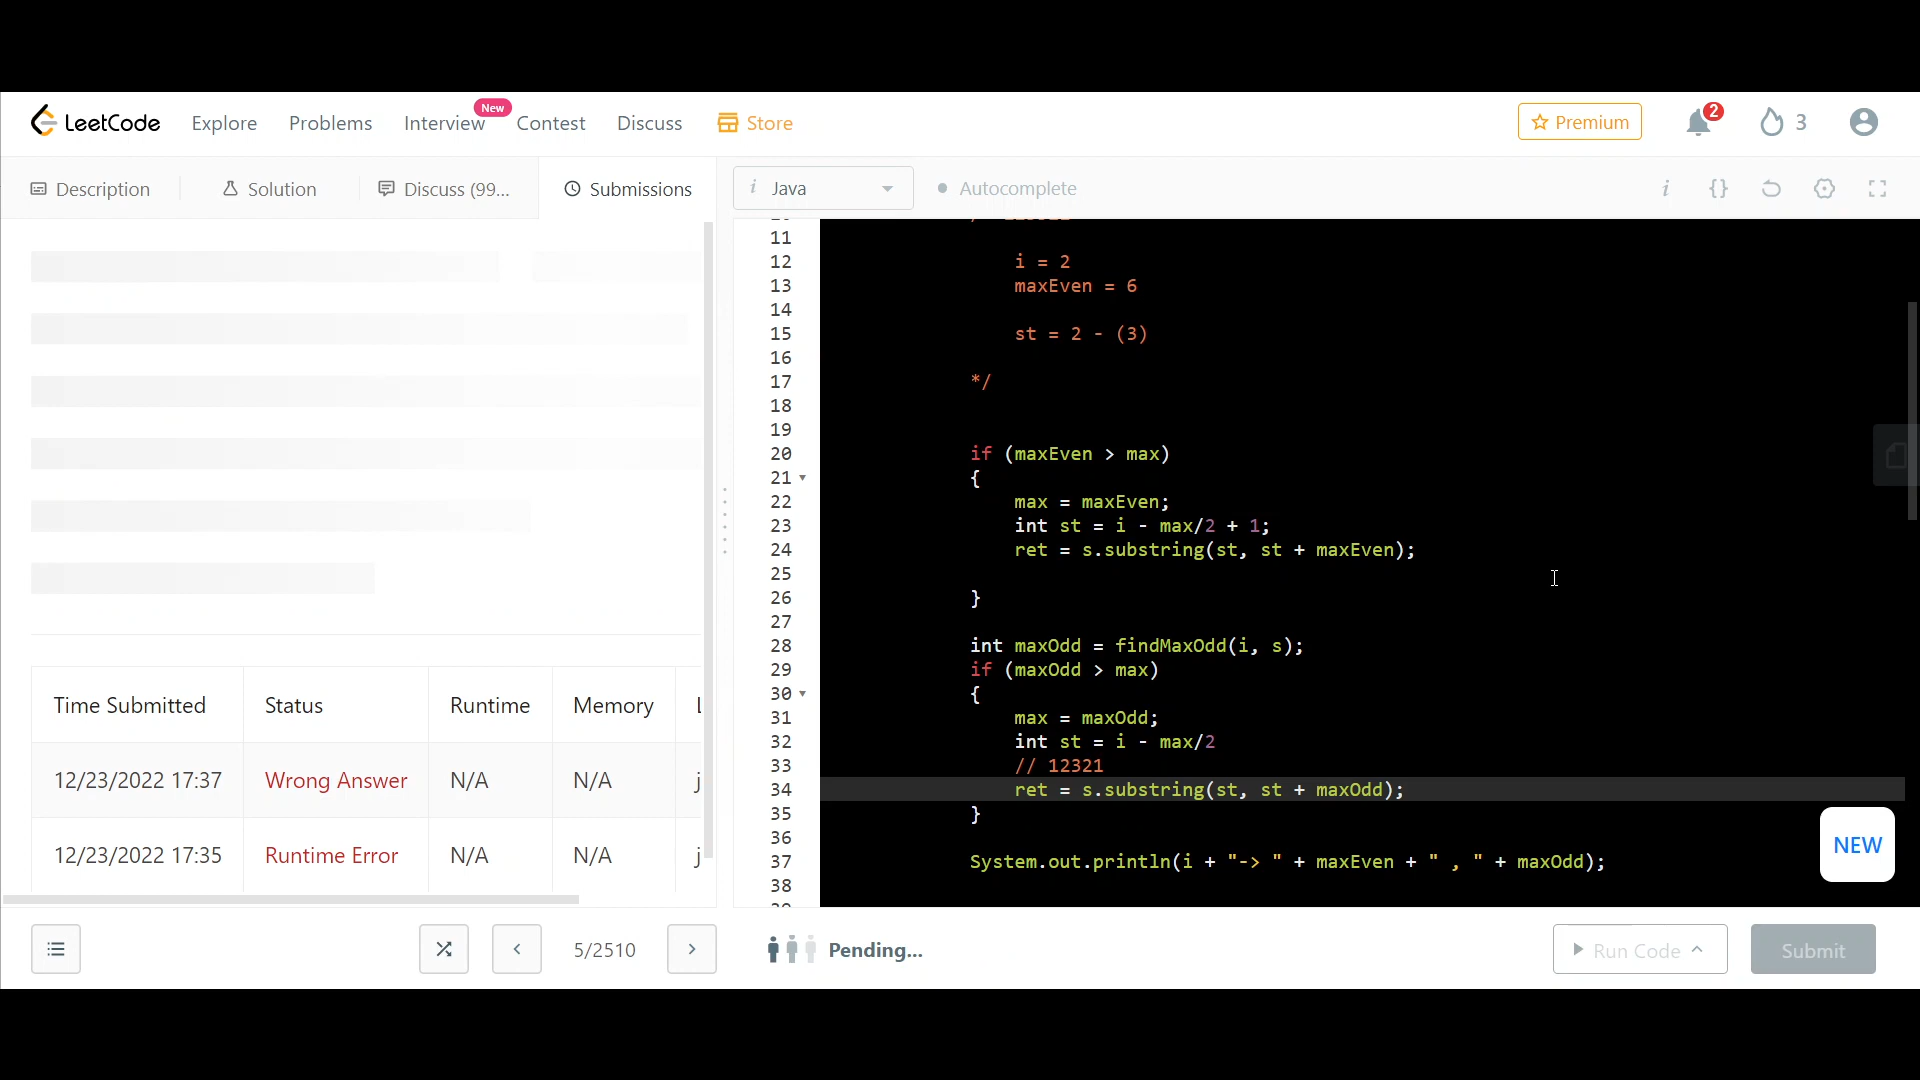 LeetCode Explore Problems Interview New Contest Discuss Store Premium 2 3
Description Solution Discuss (99... Submissions
Time Submitted Status Runtime Memory
12/23/2022 17:37 Wrong Answer N/A N/A j
12/23/2022 17:35 Runtime Error N/A N/A j
5/2510
i Java Autocomplete i {}
11
12 i = 2
13 maxEven = 6
14
15 st = 2 - (3)
16
17 */
18
19
20 if (maxEven > max)
21 {
22 max = maxEven;
23 int st = i - max/2 + 1;
24 ret = s.substring(st, st + maxEven);
25
26 }
27
28 int maxOdd = findMaxOdd(i, s);
29 if (maxOdd > max)
30 {
31 max = maxOdd;
32 int st = i - max/2
33 // 12321
34 ret = s.substring(st, st + maxOdd);
35 }
36
37 System.out.println(i + "-> " + maxEven + " , " + maxOdd);
38
NEW
Pending...
Run Code Submit